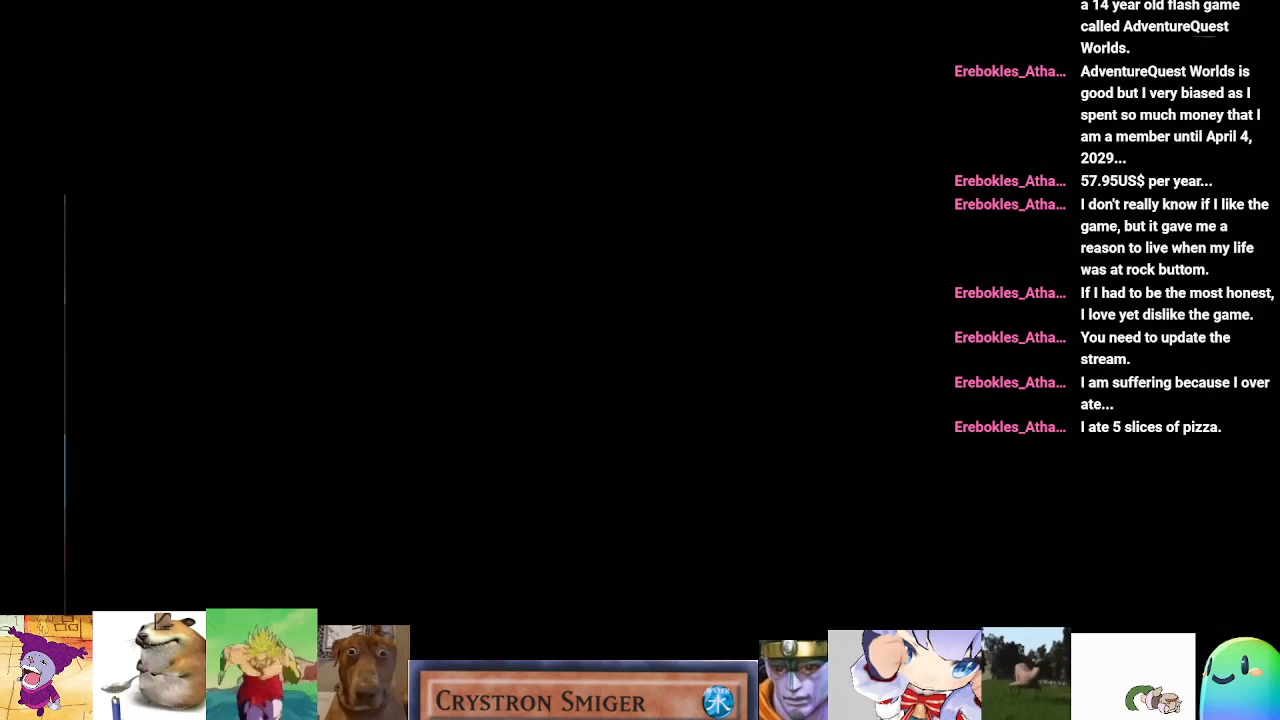 a 14 year old flash game
called AdventureQuest
Worlds.
Erebokles_Atha... AdventureQuest Worlds is
good but I very biased as I
spent so much money that I
am a member until April 4,
2029...
Erebokles_Atha... 57.95US$ per year...
Erebokles_Atha... I don't really know if I like the
game, but it gave me a
reason to live when my life
was at rock buttom.
Erebokles_Atha... If I had to be the most honest,
I love yet dislike the game.
Erebokles_Atha... You need to update the
stream.
Erebokles_Atha... I am suffering because I over
ate...
Erebokles_Atha... I ate 5 slices of pizza.
CRYSTRON SMIGER
WATER
水